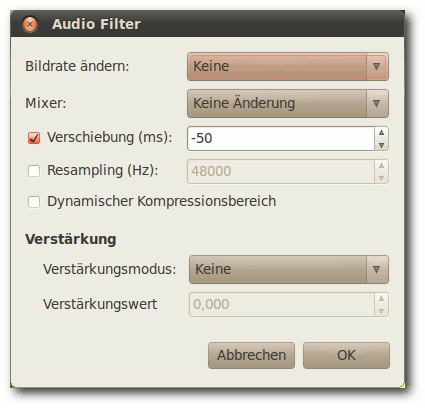 Audio Filter
Bildrate ändern: Keine
Mixer: Keine Änderung
Verschiebung (ms): -50
Resampling (Hz): 48000
Dynamischer Kompressionsbereich
Verstärkung
Verstärkungsmodus: Keine
Verstärkungswert 0,000
Abbrechen OK